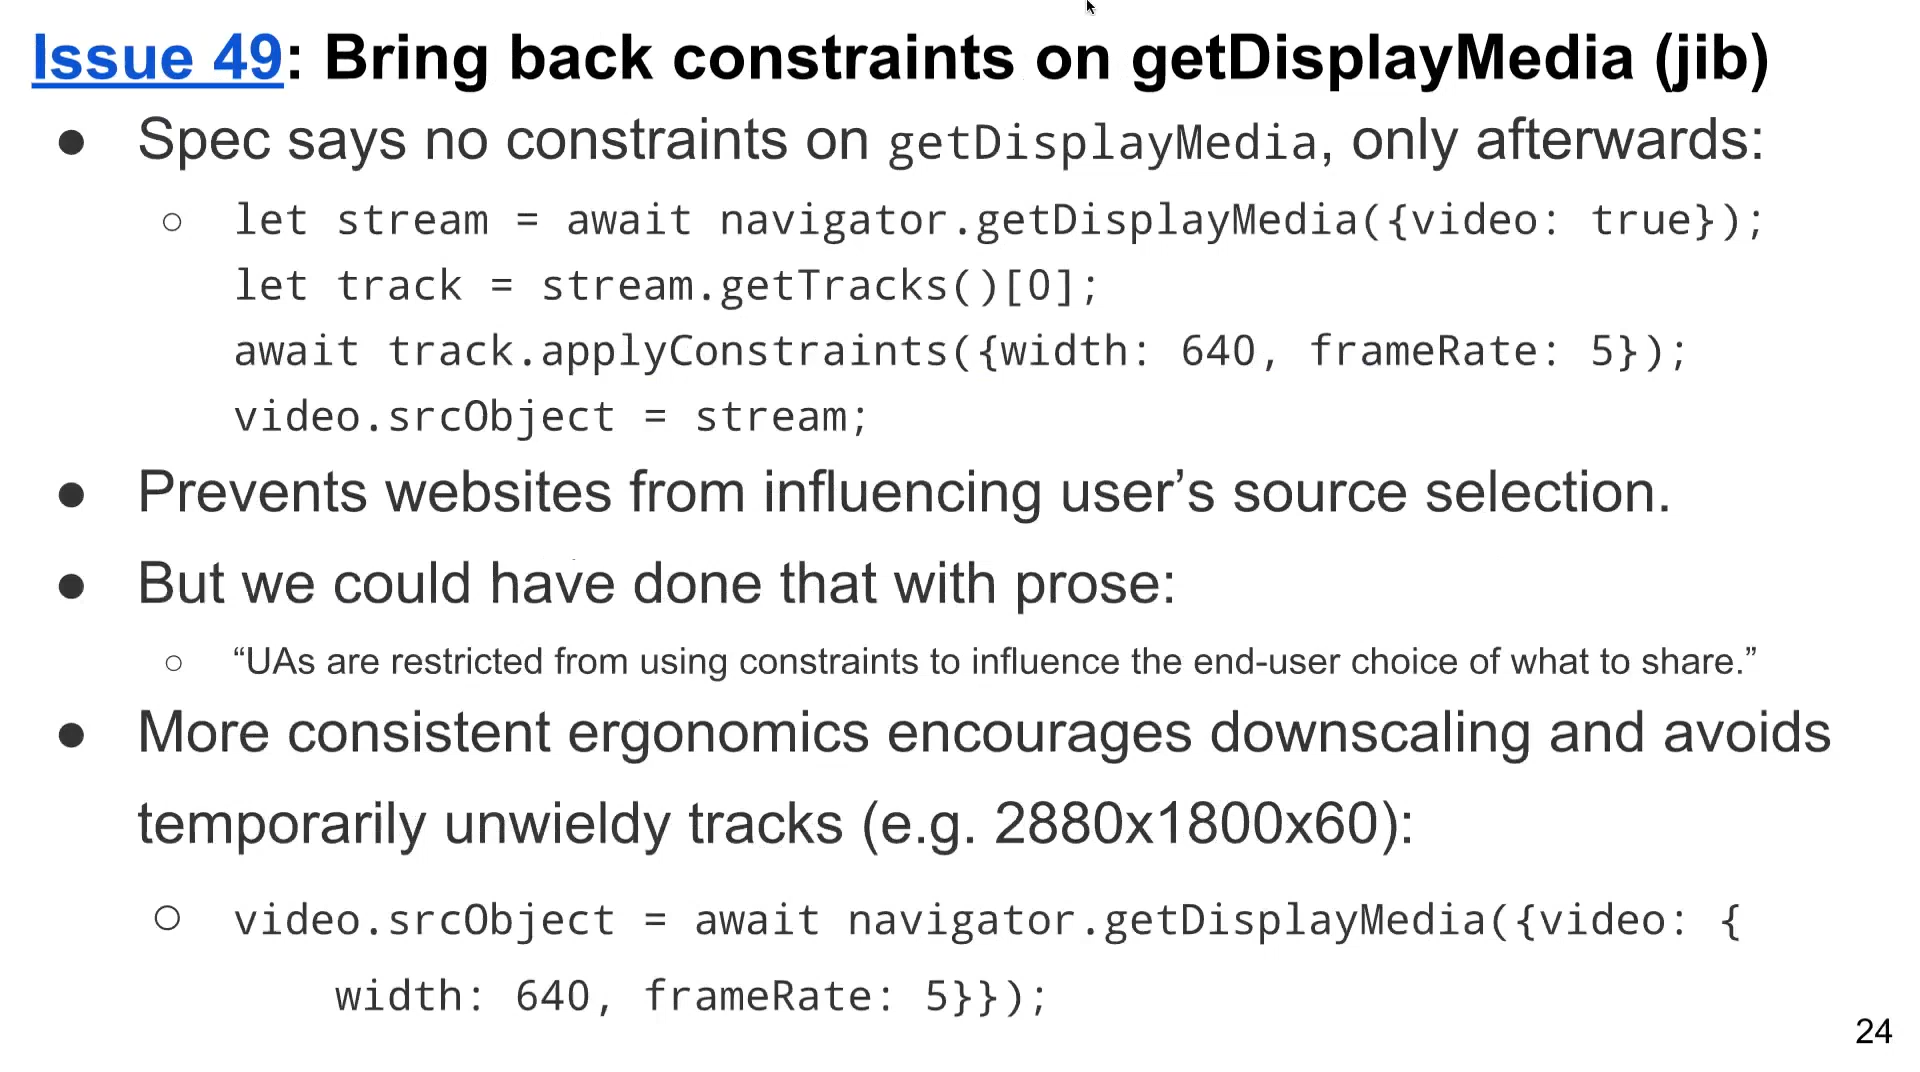 Issue 49: Bring back constraints on getDisplayMedia (jib)
● Spec says no constraints on getDisplayMedia, only afterwards:
○ let stream = await navigator.getDisplayMedia({video: true});
let track = stream.getTracks()[0];
await track.applyConstraints({width: 640, frameRate: 5});
video.srcObject = stream;
● Prevents websites from influencing user’s source selection.
● But we could have done that with prose:
○ “UAs are restricted from using constraints to influence the end-user choice of what to share.”
● More consistent ergonomics encourages downscaling and avoids
temporarily unwieldy tracks (e.g. 2880x1800x60):
○ video.srcObject = await navigator.getDisplayMedia({video: {
width: 640, frameRate: 5}});
24